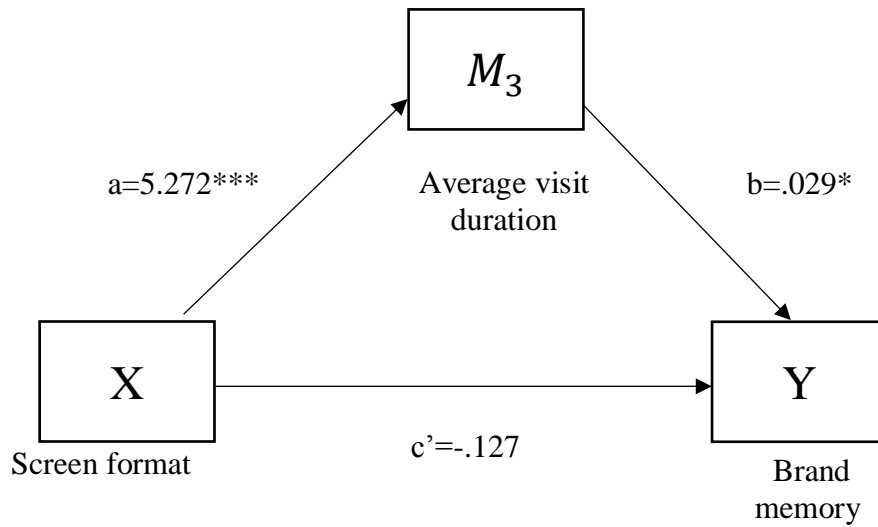 M₃
a=5.272***
Average visit
duration
b=.029*
X
Y
Screen format
c’=-.127
Brand
memory